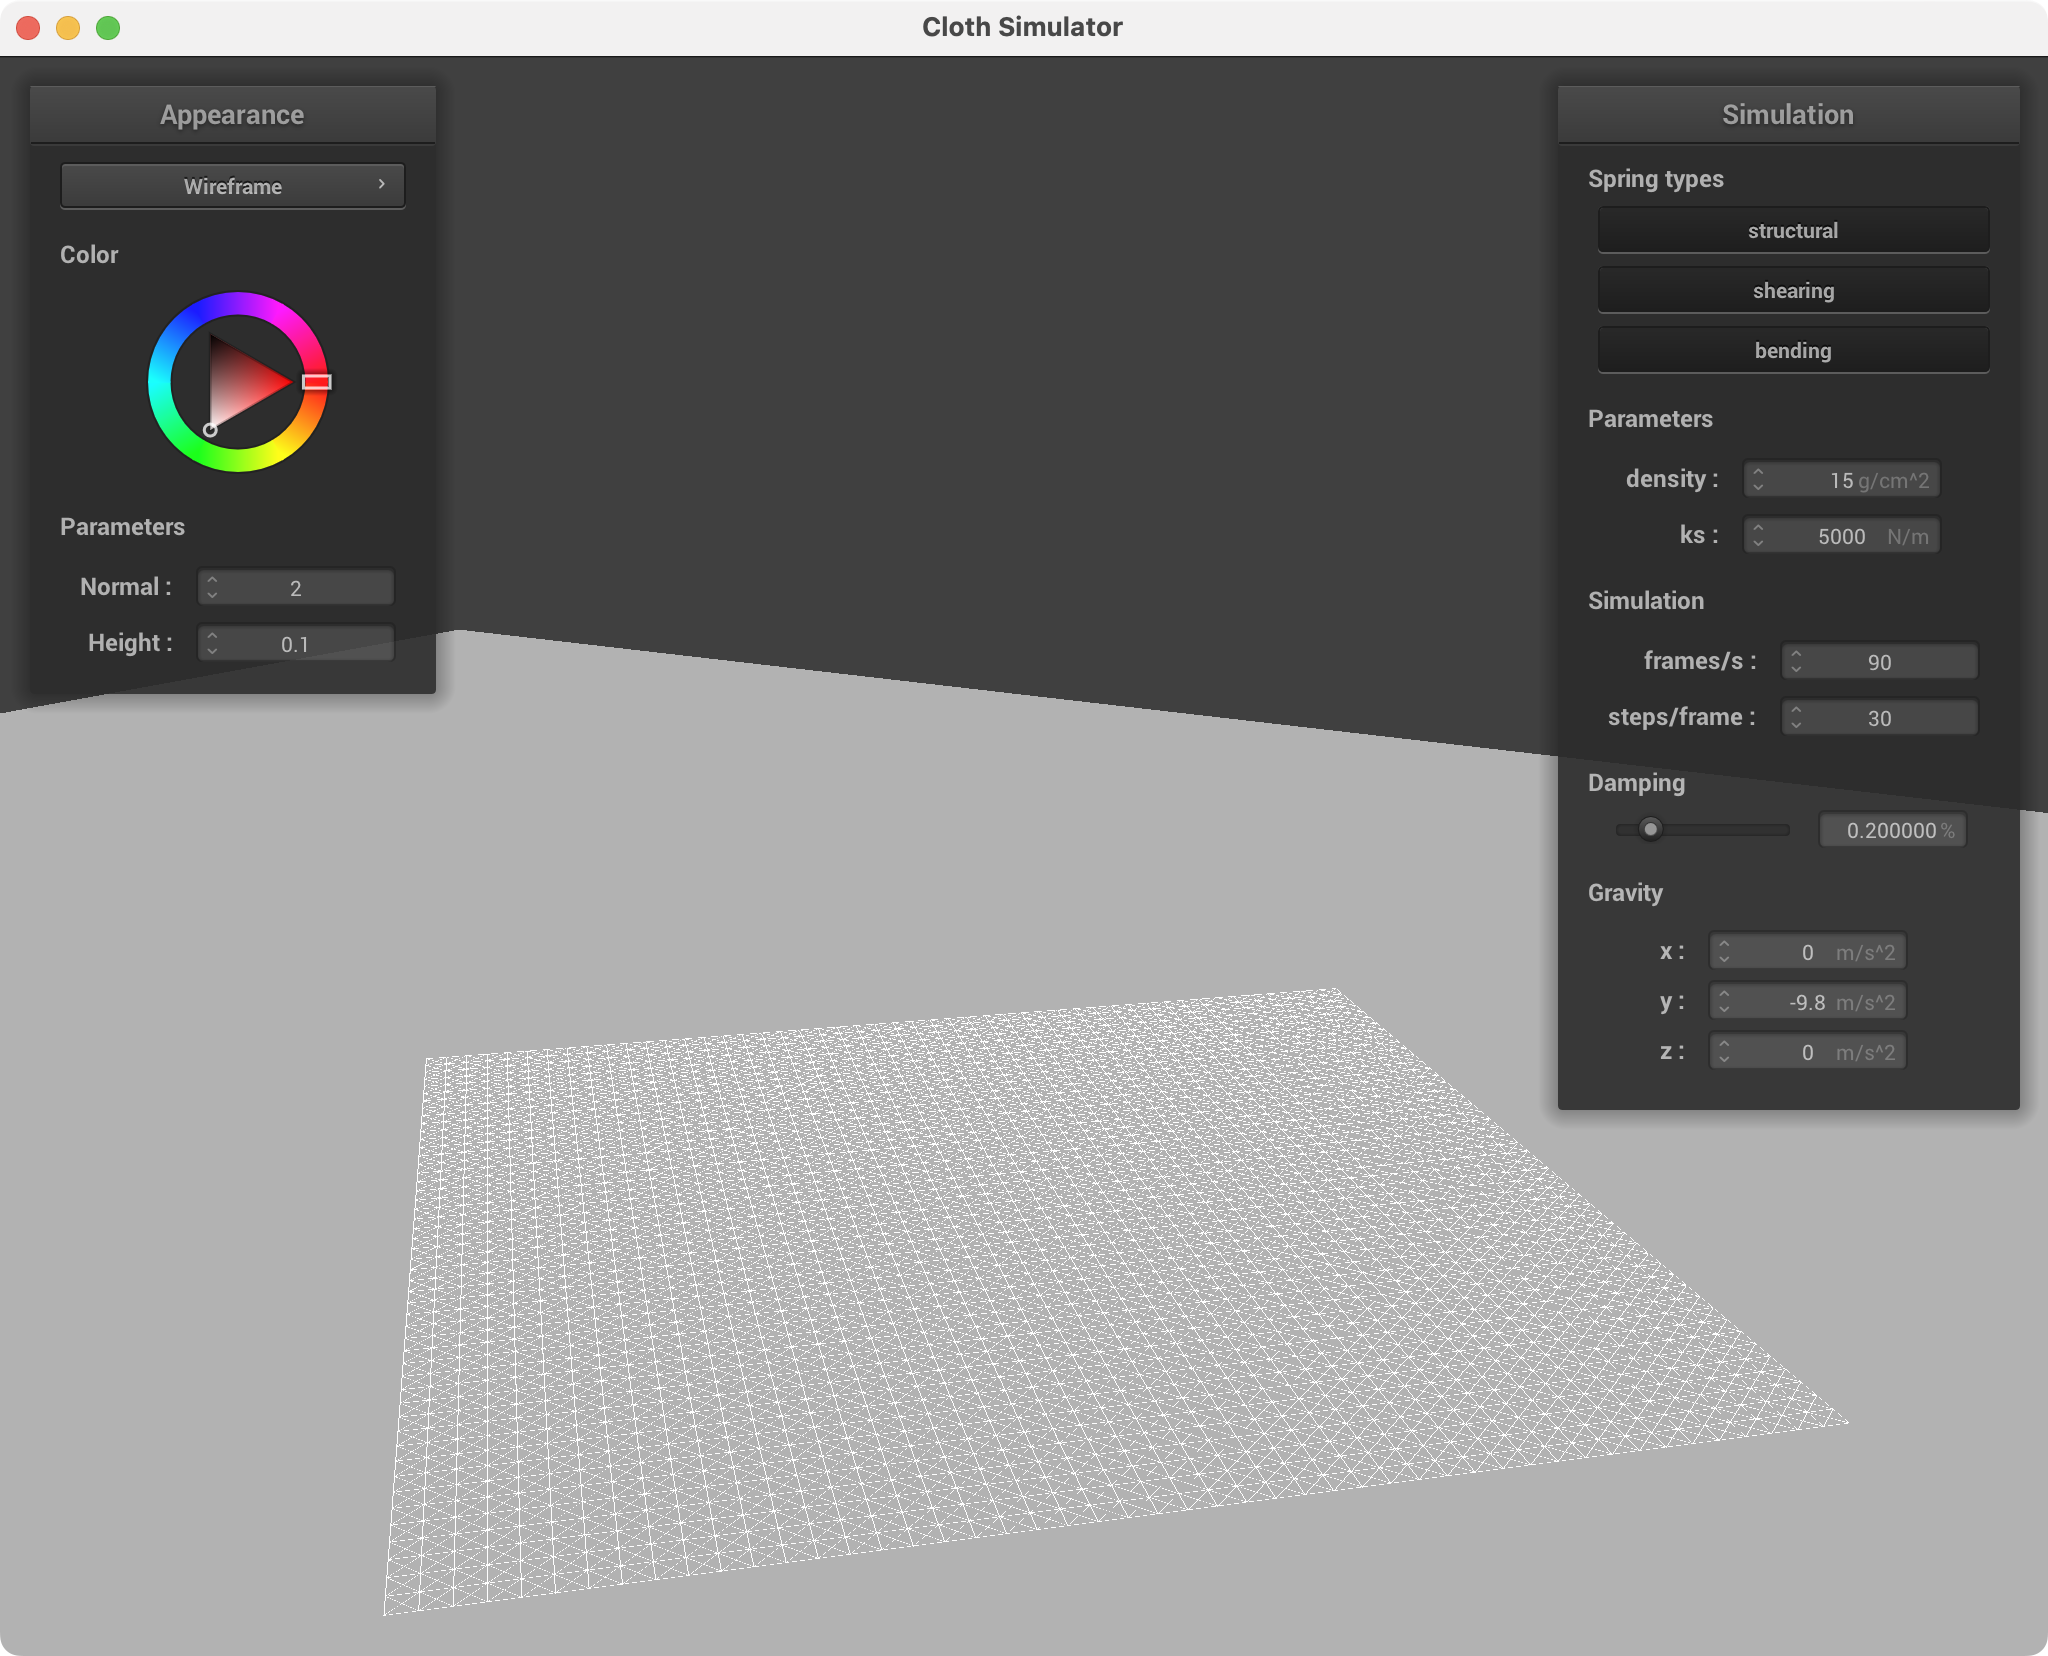 Cloth Simulator
Appearance
Wireframe
Color
Parameters
Normal : 2
Height : 0.1
Simulation
Spring types
structural
shearing
bending
Parameters
density : 15 g/cm^2
ks : 5000 N/m
Simulation
frames/s : 90
steps/frame : 30
Damping
0.200000 %
Gravity
x : 0 m/s^2
y : -9.8 m/s^2
z : 0 m/s^2